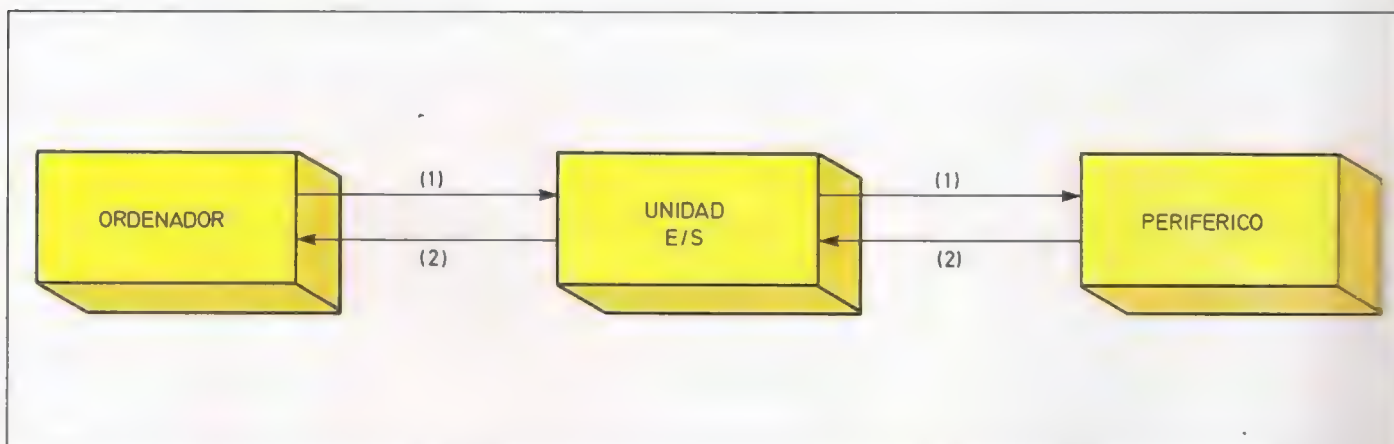 ORDENADOR
(1)
(2)
UNIDAD
E/S
(1)
(2)
PERIFERICO